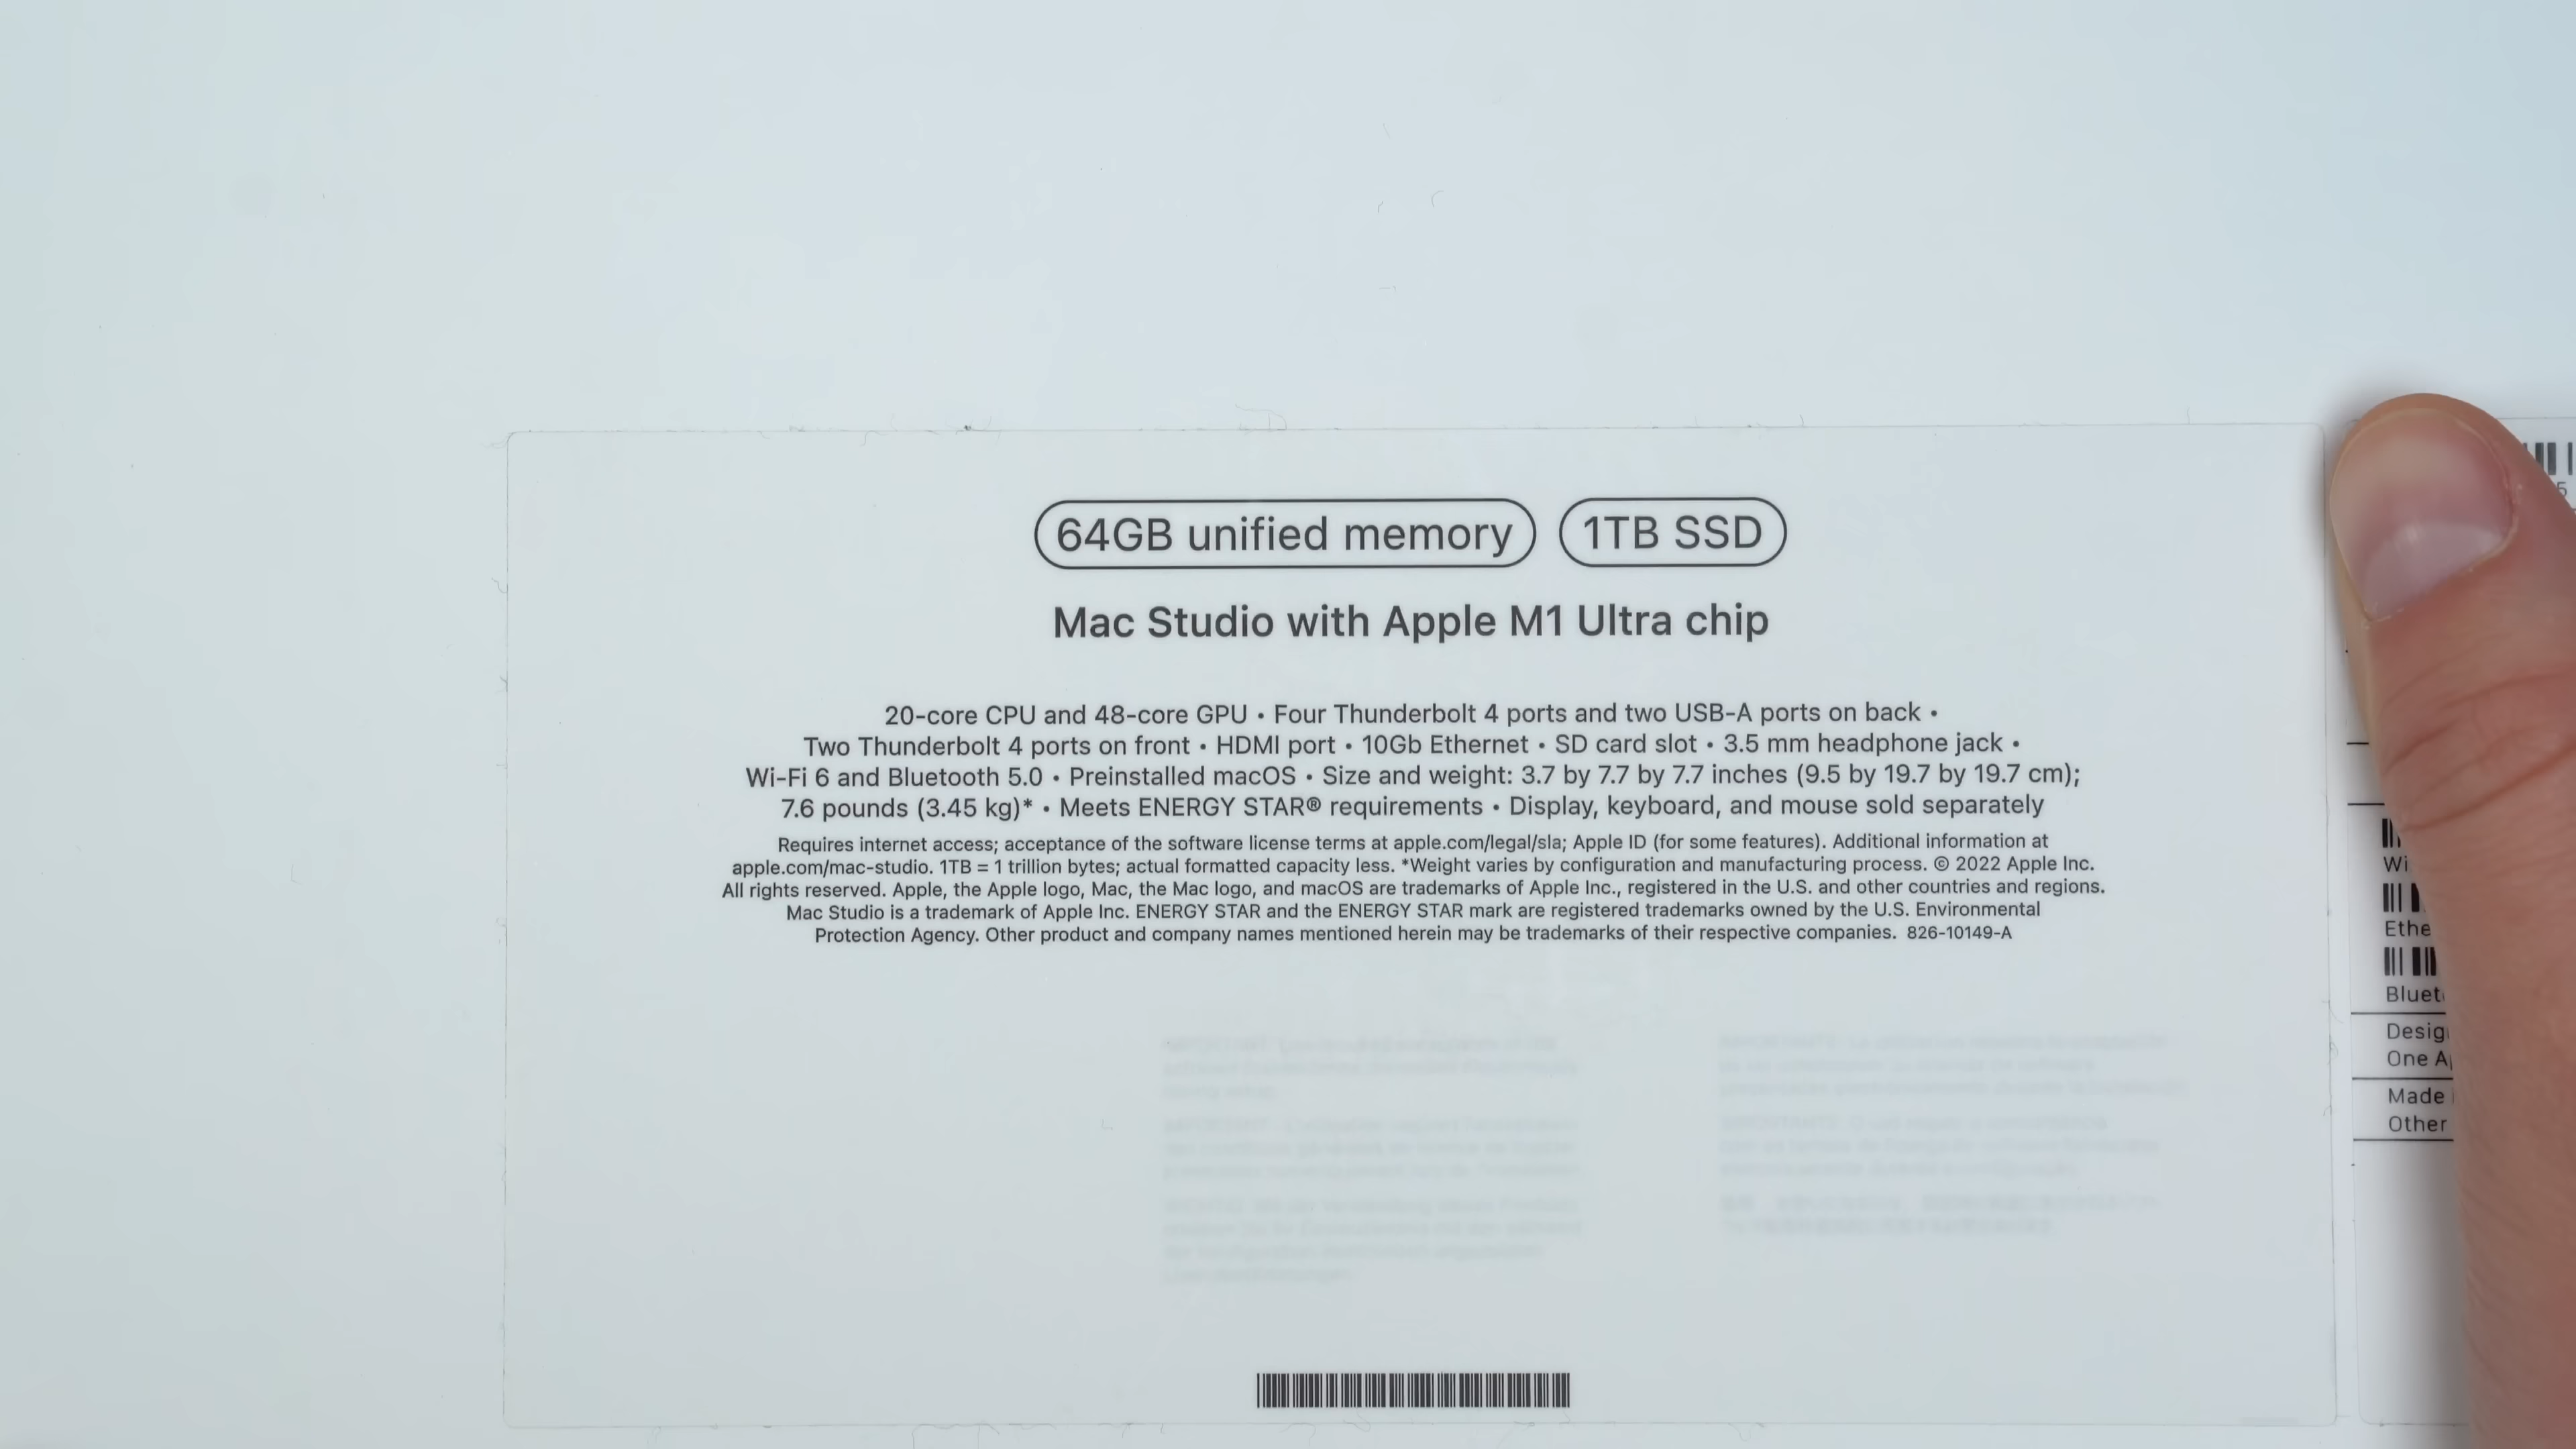 64GB unified memory 1TB SSD
Mac Studio with Apple M1 Ultra chip
20-core CPU and 48-core GPU • Four Thunderbolt 4 ports and two USB-A ports on back •
Two Thunderbolt 4 ports on front • HDMI port • 10Gb Ethernet • SD card slot • 3.5 mm headphone jack •
Wi-Fi 6 and Bluetooth 5.0 • Preinstalled macOS • Size and weight: 3.7 by 7.7 by 7.7 inches (9.5 by 19.7 by 19.7 cm);
7.6 pounds (3.45 kg)* • Meets ENERGY STAR® requirements • Display, keyboard, and mouse sold separately
Requires internet access; acceptance of the software license terms at apple.com/legal/sla; Apple ID (for some features). Additional information at
apple.com/mac-studio. 1TB = 1 trillion bytes; actual formatted capacity less. *Weight varies by configuration and manufacturing process. © 2022 Apple Inc.
All rights reserved. Apple, the Apple logo, Mac, the Mac logo, and macOS are trademarks of Apple Inc., registered in the U.S. and other countries and regions.
Mac Studio is a trademark of Apple Inc. ENERGY STAR and the ENERGY STAR mark are registered trademarks owned by the U.S. Environmental
Protection Agency. Other product and company names mentioned herein may be trademarks of their respective companies. 826-10149-A
5
Wi
Ethe
Bluet
Desig
One A
Made
Other